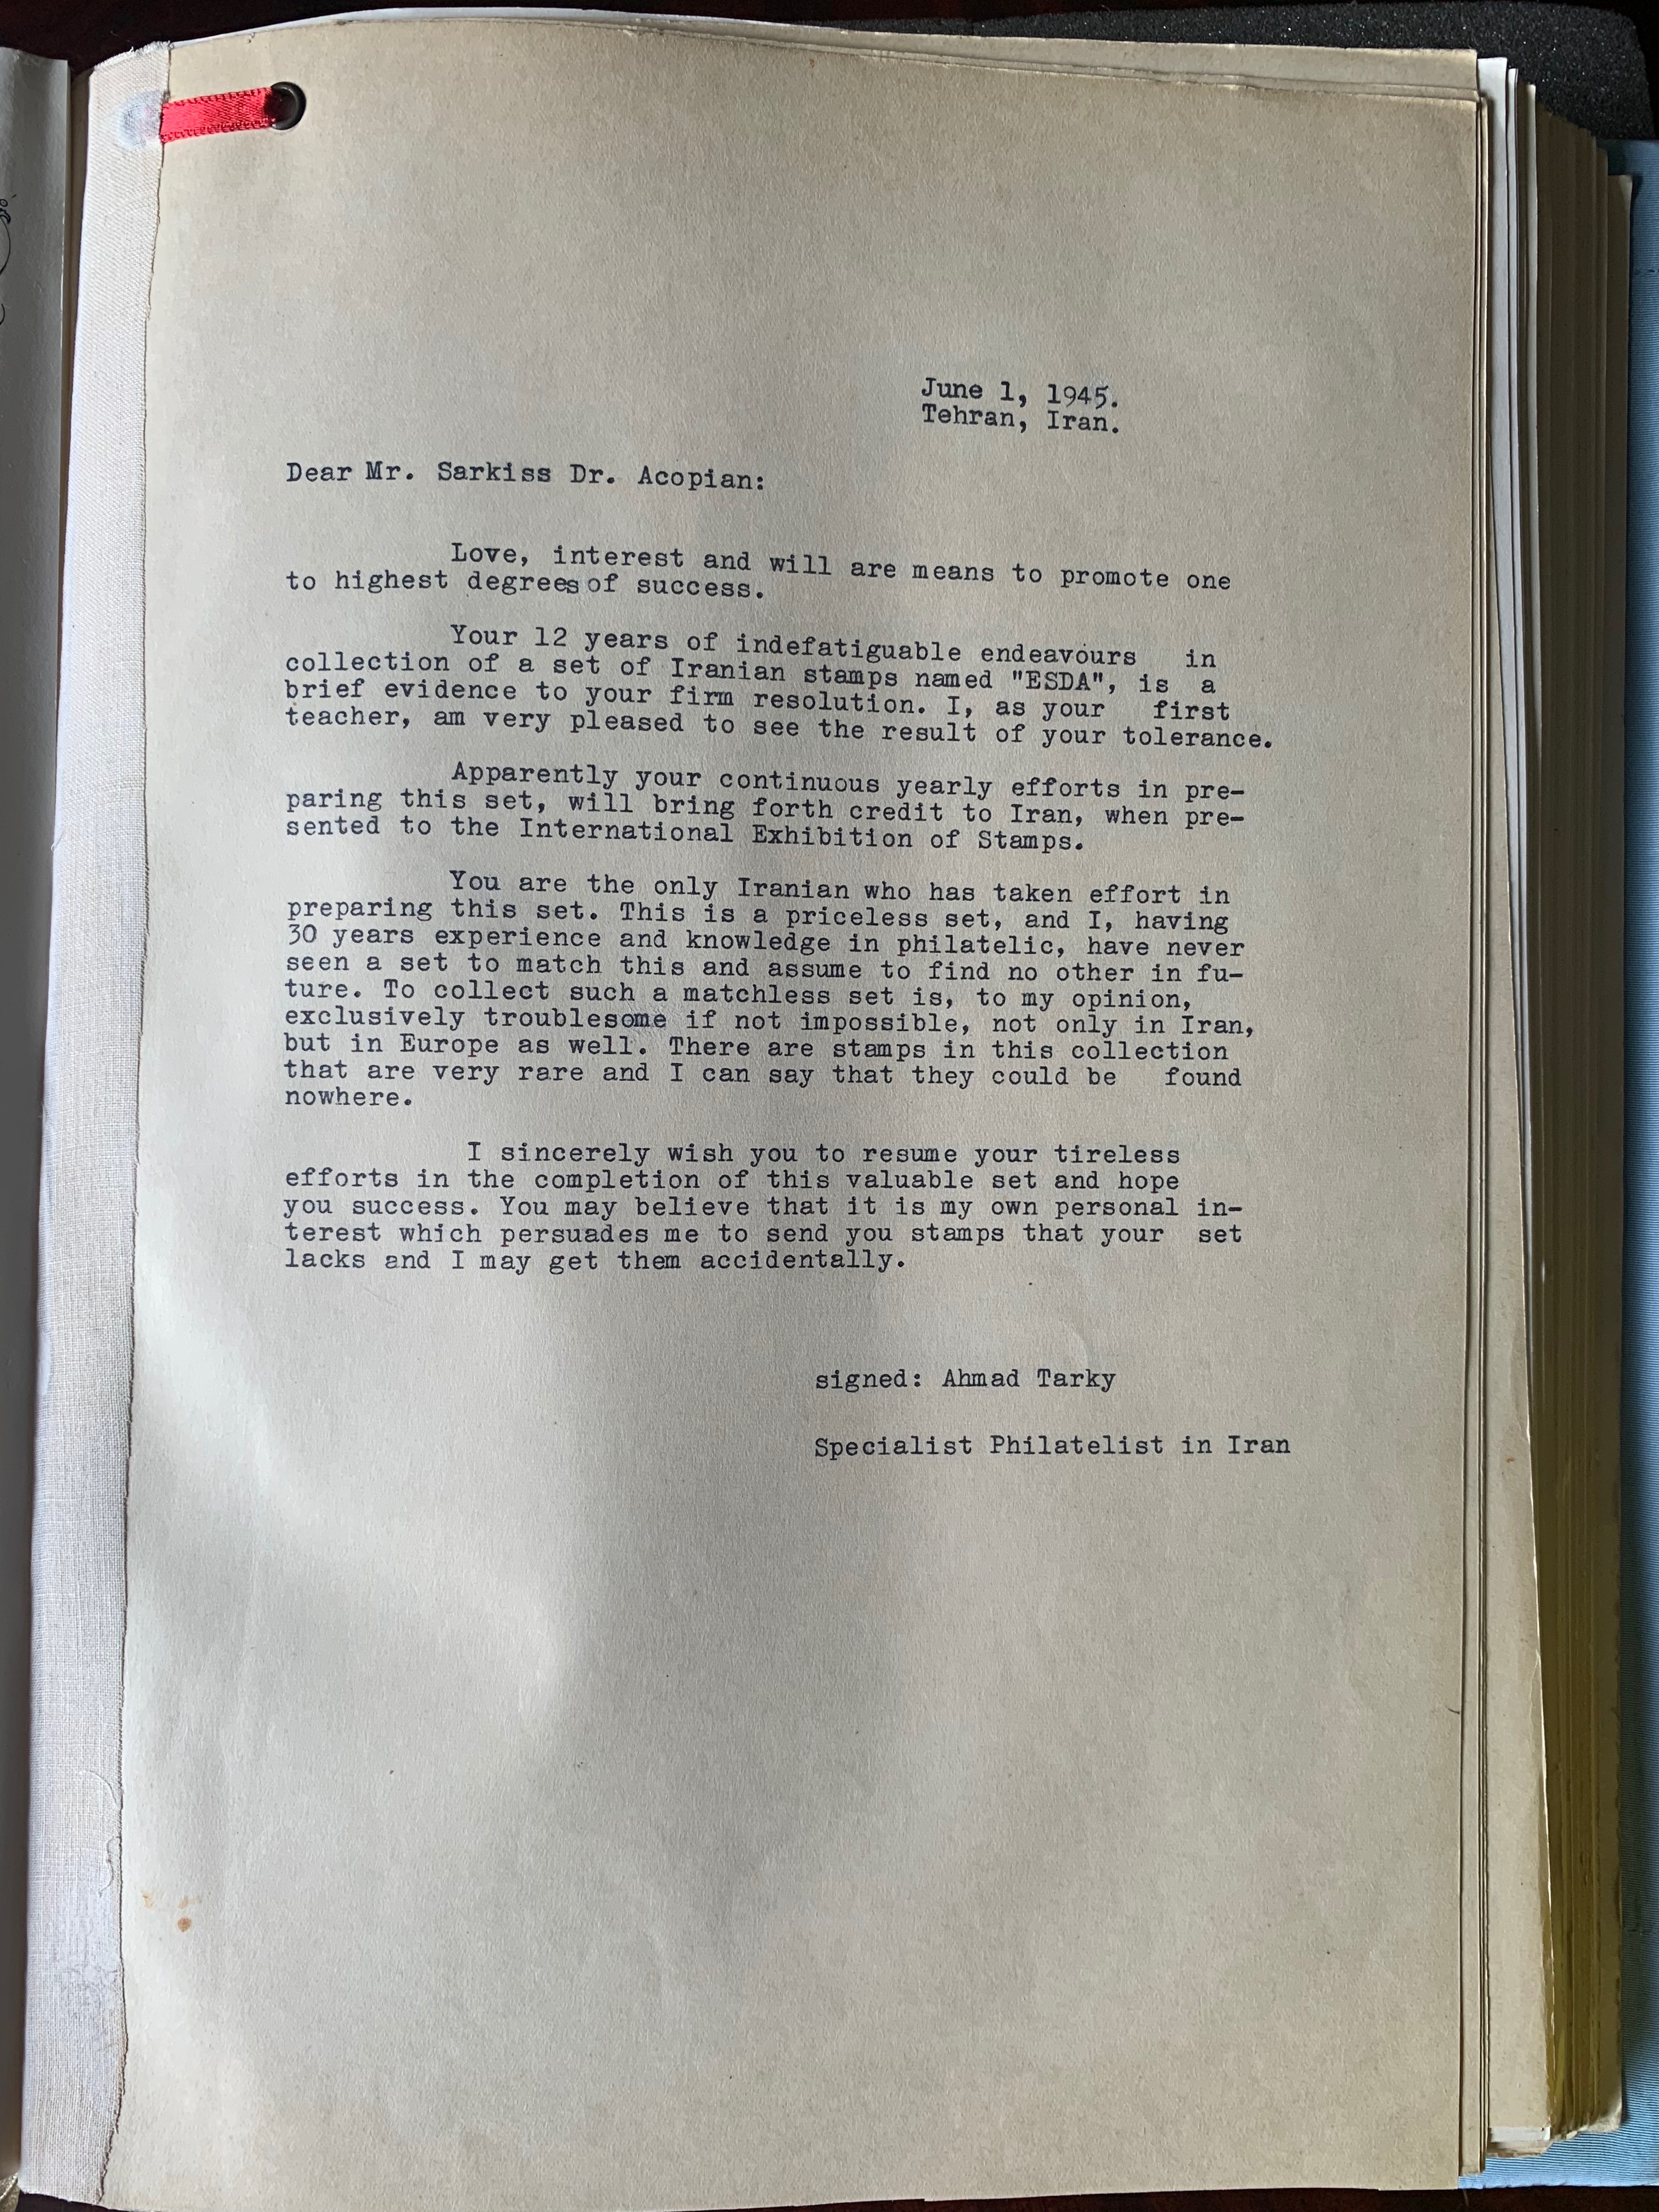 June 1, 1945.
Tehran, Iran.
Dear Mr. Sarkiss Dr. Acopian:
Love, interest and will are means to promote one
to highest degrees of success.
Your 12 years of indefatiguable endeavours in
collection of a set of Iranian stamps named "ESDA", is a
brief evidence to your firm resolution. I, as your first
teacher, am very pleased to see the result of your tolerance.
Apparently your continuous yearly efforts in pre-
paring this set, will bring forth credit to Iran, when pre-
sented to the International Exhibition of Stamps.
You are the only Iranian who has taken effort in
preparing this set. This is a priceless set, and I, having
30 years experience and knowledge in philatelic, have never
seen a set to match this and assume to find no other in fu-
ture. To collect such a matchless set is, to my opinion,
exclusively troublesome if not impossible, not only in Iran,
but in Europe as well. There are stamps in this collection
that are very rare and I can say that they could be found
nowhere.
I sincerely wish you to resume your tireless
efforts in the completion of this valuable set and hope
you success. You may believe that it is my own personal in-
terest which persuades me to send you stamps that your set
lacks and I may get them accidentally.
signed: Ahmad Tarky
Specialist Philatelist in Iran